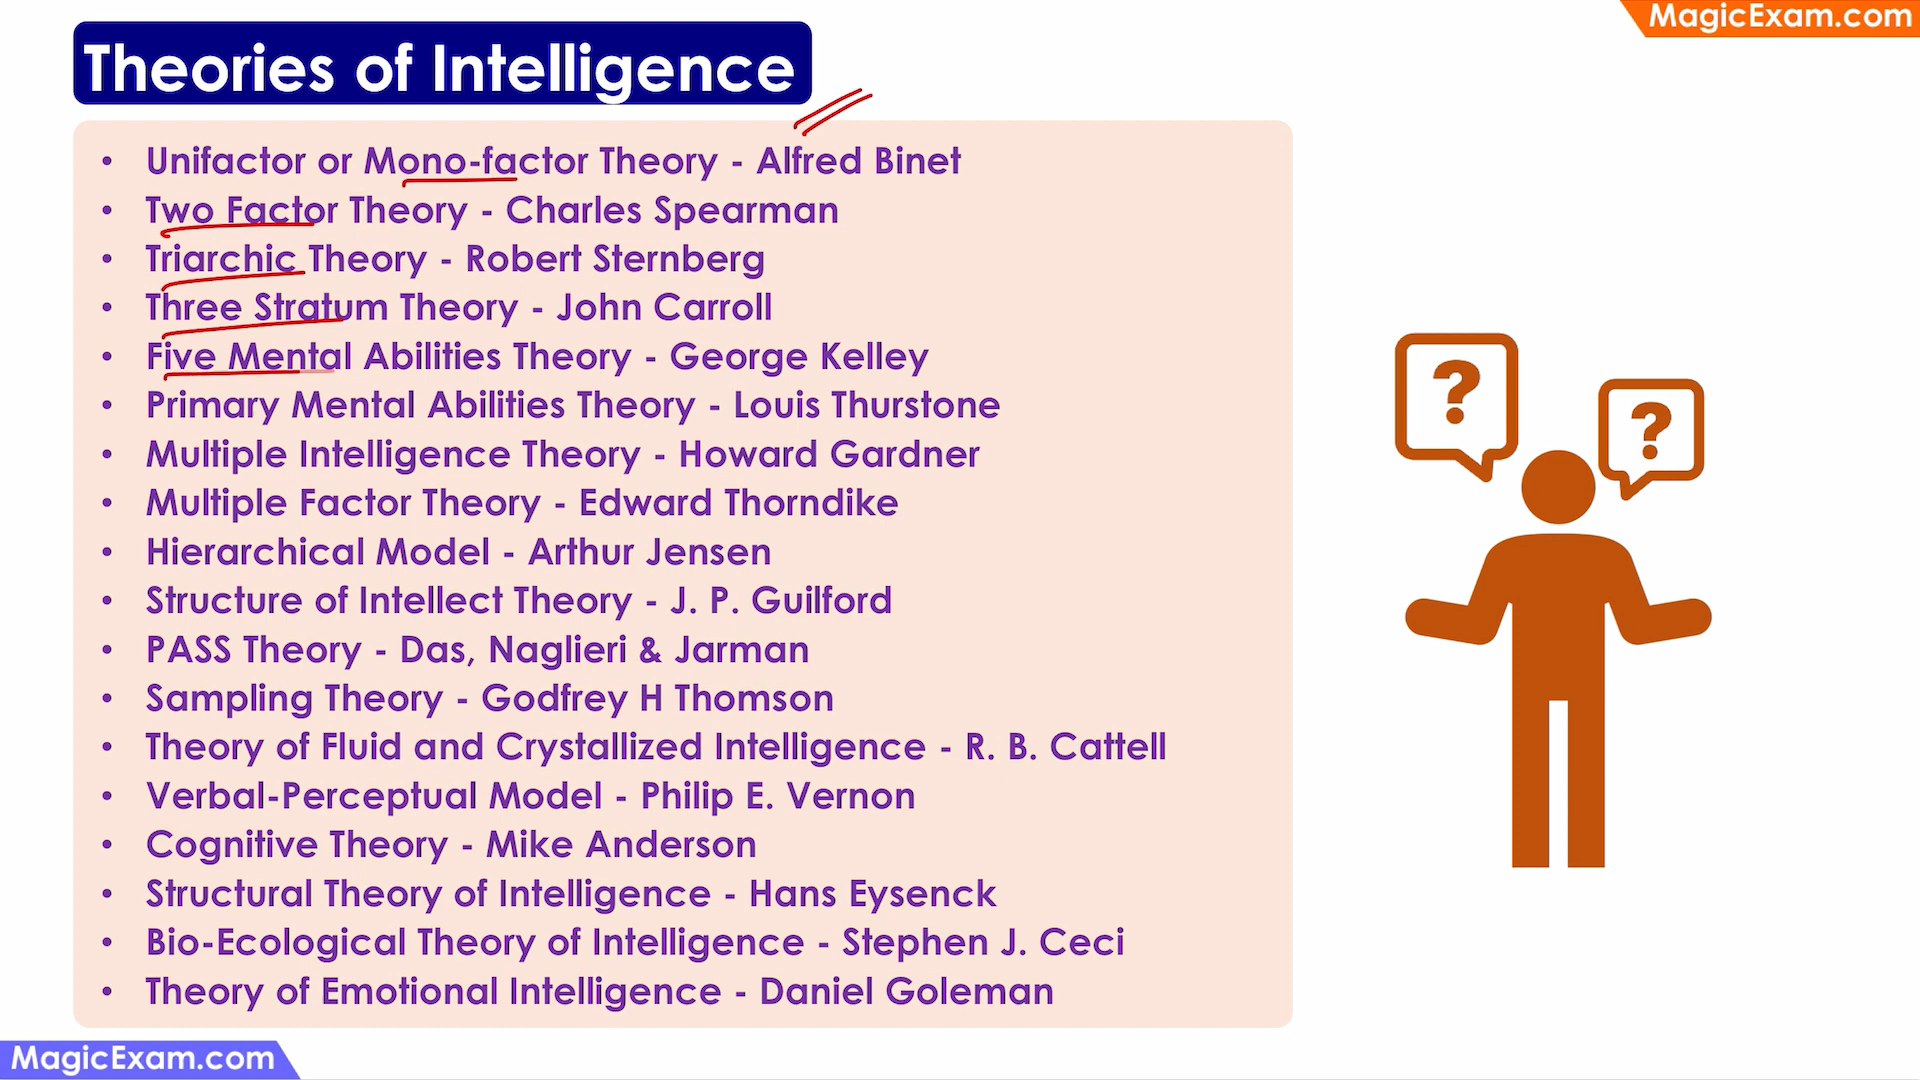 MagicExam.com
Theories of Intelligence
• Unifactor or Mono-factor Theory - Alfred Binet
• Two Factor Theory - Charles Spearman
• Triarchic Theory - Robert Sternberg
• Three Stratum Theory - John Carroll
• Five Mental Abilities Theory - George Kelley
• Primary Mental Abilities Theory - Louis Thurstone
• Multiple Intelligence Theory - Howard Gardner
• Multiple Factor Theory - Edward Thorndike
• Hierarchical Model - Arthur Jensen
• Structure of Intellect Theory - J. P. Guilford
• PASS Theory - Das, Naglieri & Jarman
• Sampling Theory - Godfrey H Thomson
• Theory of Fluid and Crystallized Intelligence - R. B. Cattell
• Verbal-Perceptual Model - Philip E. Vernon
• Cognitive Theory - Mike Anderson
• Structural Theory of Intelligence - Hans Eysenck
• Bio-Ecological Theory of Intelligence - Stephen J. Ceci
• Theory of Emotional Intelligence - Daniel Goleman
?
?
MagicExam.com